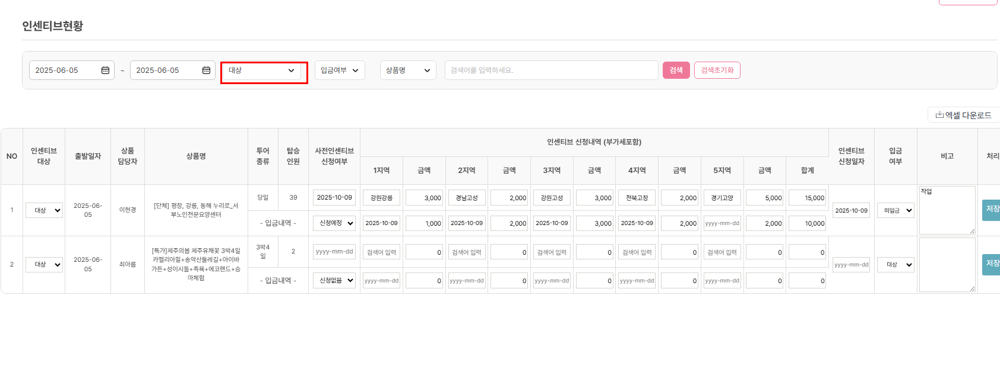 인센티브현황
2025-06-05 ~ 2025-06-05 대상 입금여부 상품명 검색어를 입력하세요. 검색 검색초기화
엑셀 다운로드
NO 인센티브 대상 출발일자 상품 담당자 상품명 투어 종류 탑승 인원 사전인센티브 신청여부 인센티브 신청내역 (부가세포함) 인센티브 신청일자 입금 여부 비고 처리
1지역 금액 2지역 금액 3지역 금액 4지역 금액 5지역 금액 합계
1 대상 2025-06-05 이현경 [단체] 평창, 강릉, 동해 누리로_서부노인전문요양센터 당일 39 2025-10-09 강원강릉 3,000 경남고성 2,000 강원고성 3,000 전북고창 2,000 경기고양 5,000 15,000 2025-10-09 미입금 작업 저장
- 입금내역 - 신청예정 2025-10-09 1,000 2025-10-09 2,000 2025-10-09 3,000 2025-10-09 2,000 yyyy-mm-dd 2,000 10,000
2 대상 2025-06-05 최아름 [특가]제주의봄 제주유채꽃 3박4일 카멜리아힐+송악산둘레길+아이바가든+성이시돌+족욕+에코랜드+승마체험 3박4일 2 yyyy-mm-dd 검색어 입력 0 검색어 입력 0 검색어 입력 0 검색어 입력 0 검색어 입력 0 0 yyyy-mm-dd 대상 저장
- 입금내역 - 신청없음 yyyy-mm-dd 0 yyyy-mm-dd 0 yyyy-mm-dd 0 yyyy-mm-dd 0 yyyy-mm-dd 0 0